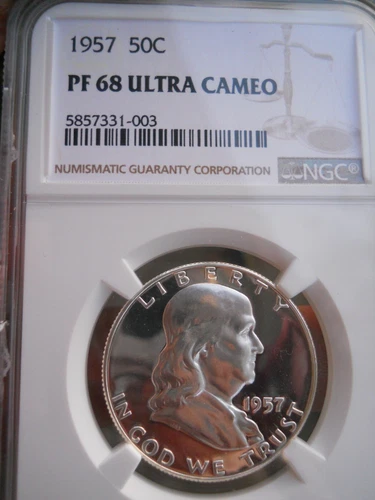 1957 50C
PF 68 ULTRA CAMEO
5857331-003
NUMISMATIC GUARANTY CORPORATION
NGC®
LIBERTY
1957
IN GOD WE TRUST